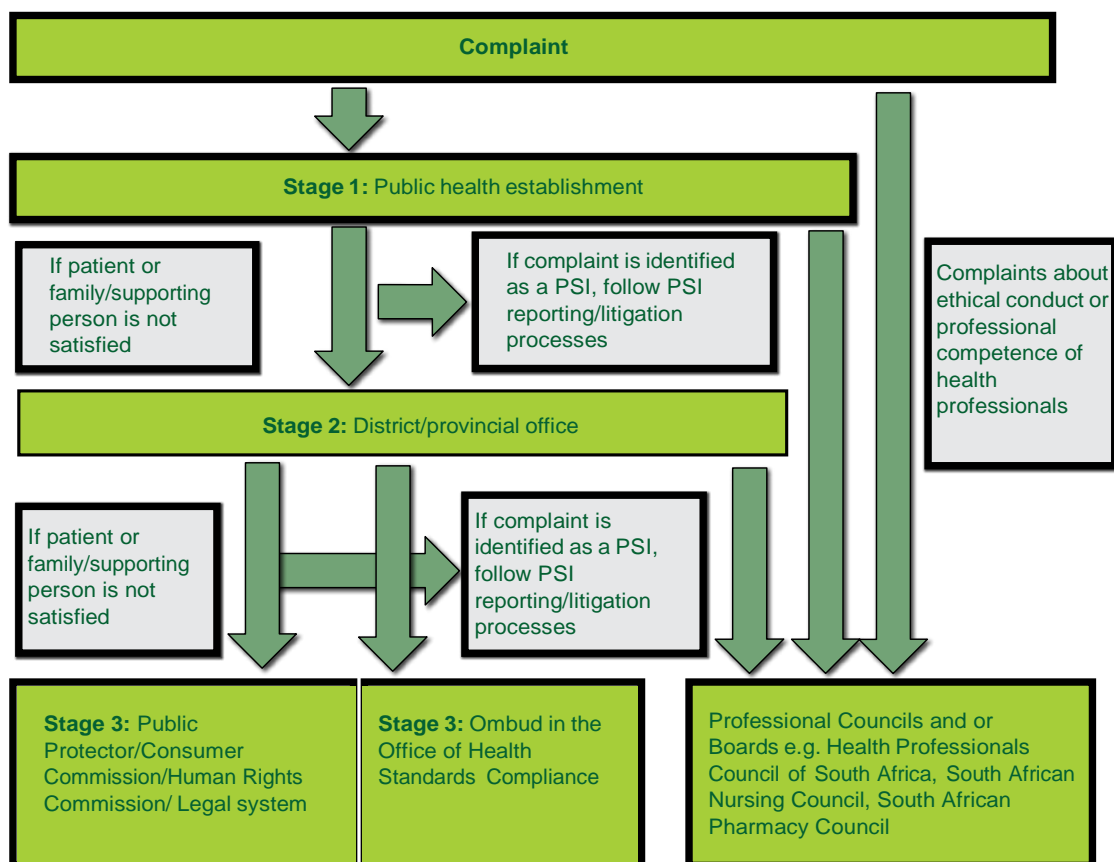 Complaint
Stage 1: Public health establishment
If patient or
family/supporting
person is not
satisfied
If complaint is identified
as a PSI, follow PSI
reporting/litigation
processes
Complaints about
ethical conduct or
professional
competence of
health
professionals
Stage 2: District/provincial office
If patient or
family/supporting
person is not
satisfied
If complaint is
identified as a PSI,
follow PSI
reporting/litigation
processes
Stage 3: Public
Protector/Consumer
Commission/Human Rights
Commission/ Legal system
Stage 3: Ombud in the
Office of Health
Standards Compliance
Professional Councils and or
Boards e.g. Health Professionals
Council of South Africa, South African
Nursing Council, South African
Pharmacy Council